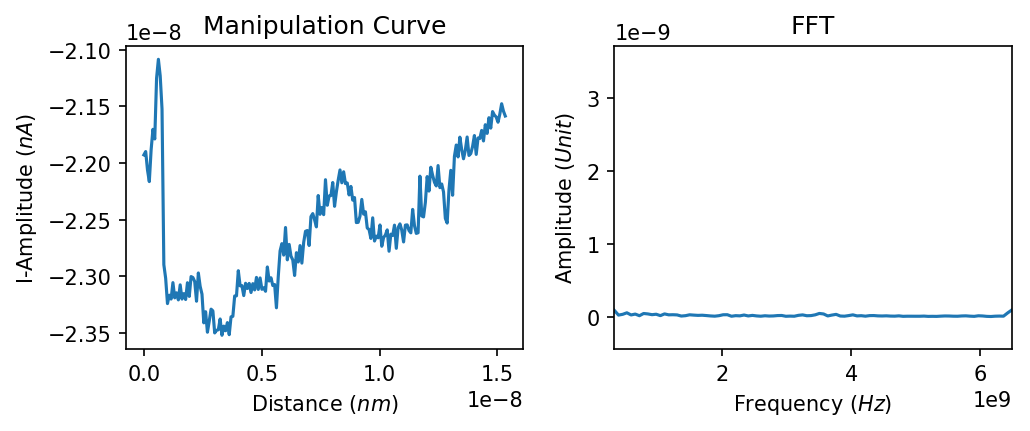 Manipulation Curve
1e−8
I-Amplitude (nA)
−2.10
−2.15
−2.20
−2.25
−2.30
−2.35
0.0 0.5 1.0 1.5
1e−8
Distance (nm)
FFT
1e−9
Amplitude (Unit)
3
2
1
0
2 4 6
1e9
Frequency (Hz)